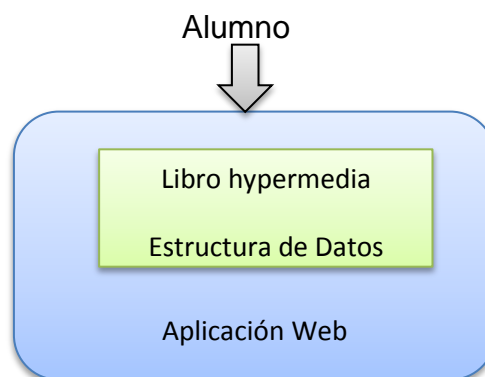 Alumno
Libro hypermedia
Estructura de Datos
Aplicación Web